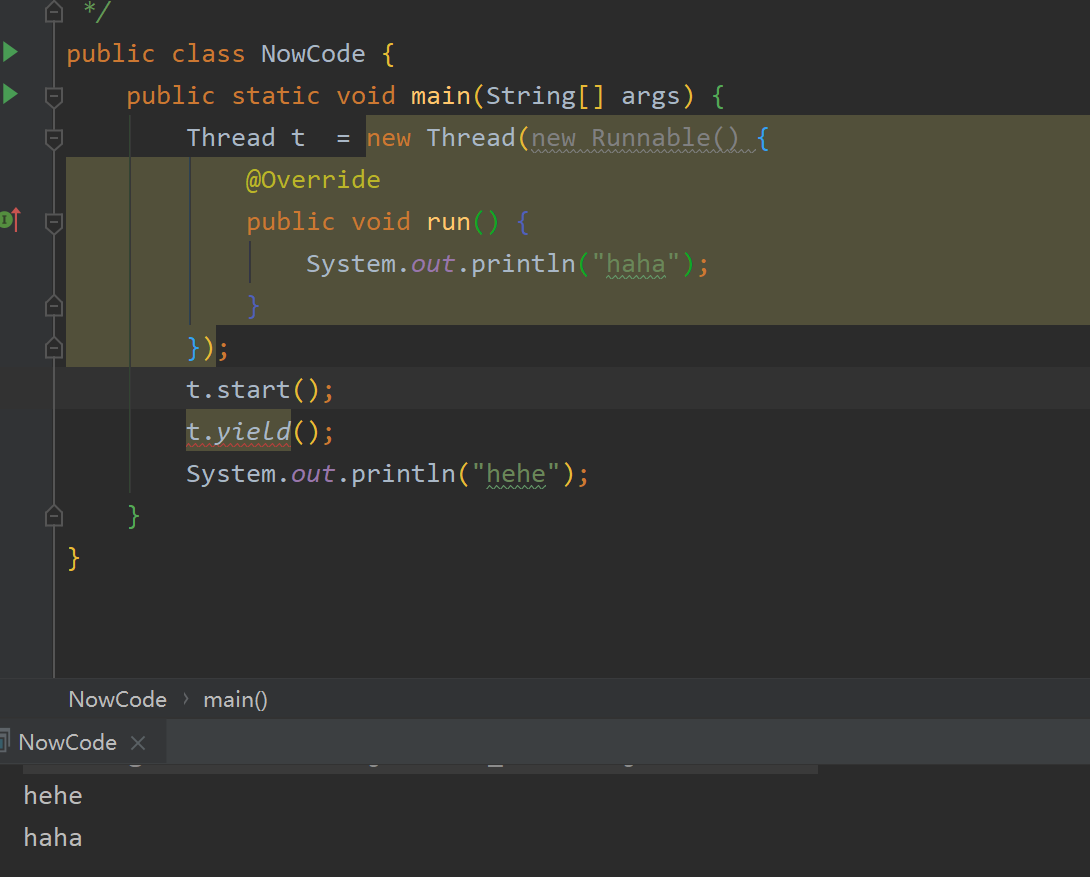 */
public class NowCode {
public static void main(String[] args) {
Thread t  = new Thread(new Runnable() {
@Override
public void run() {
System.out.println("haha");
}
});
t.start();
t.yield();
System.out.println("hehe");
}
}
NowCode › main()
NowCode ×
hehe
haha